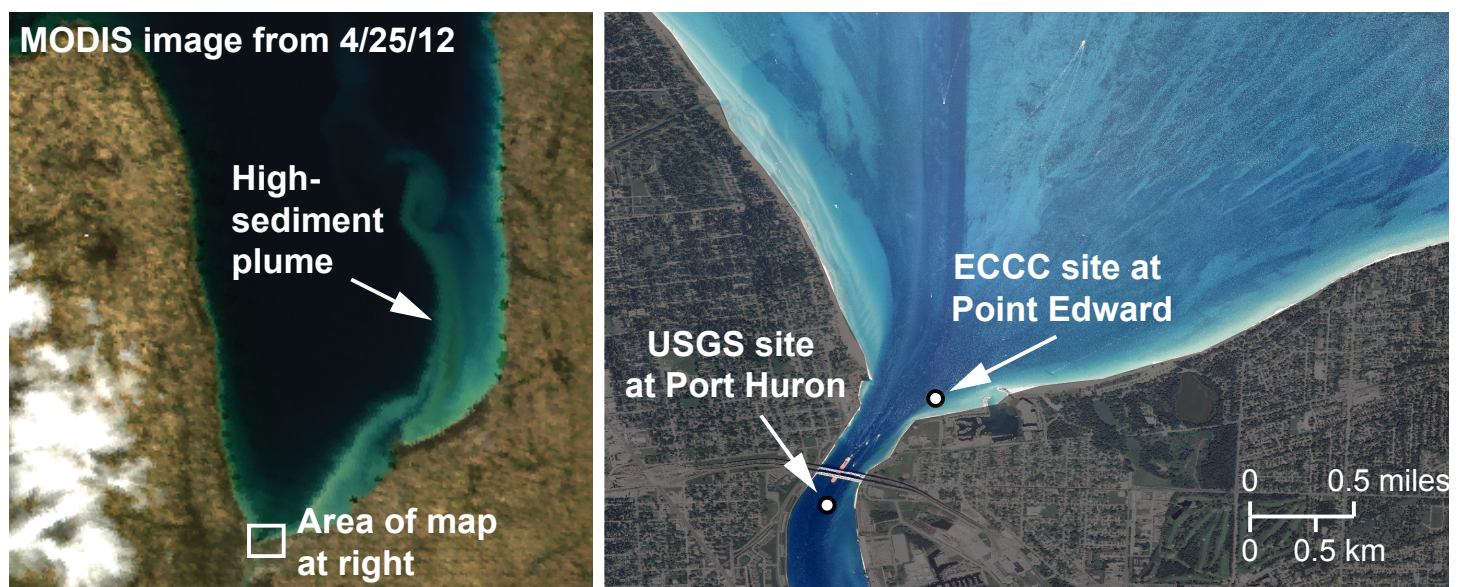 MODIS image from 4/25/12
High-
sediment
plume
Area of map
at right
ECCC site at
Point Edward
USGS site
at Port Huron
0 0.5 miles
0 0.5 km